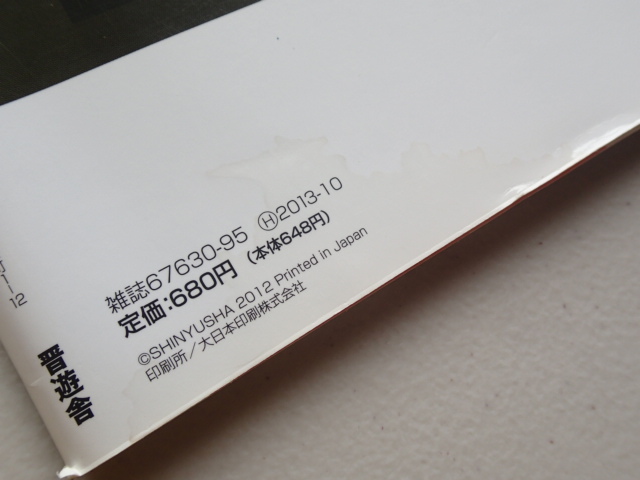 雑誌67630-95 Ⓗ2013-10
定価:680円（本体648円）
©SHINYUSHA 2012 Printed in Japan
印刷所／大日本印刷株式会社
晋遊舎
12